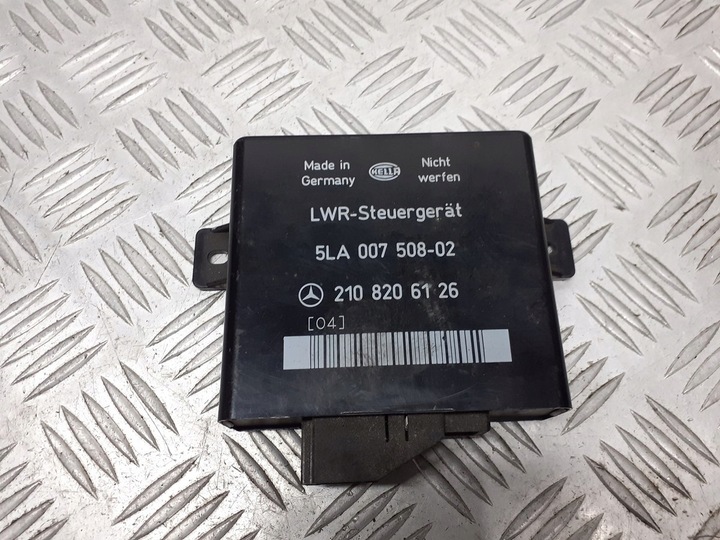 Made in
Germany
HELLA
Nicht
werfen
LWR-Steuergerät
5LA 007 508-02
210 820 61 26
[04]